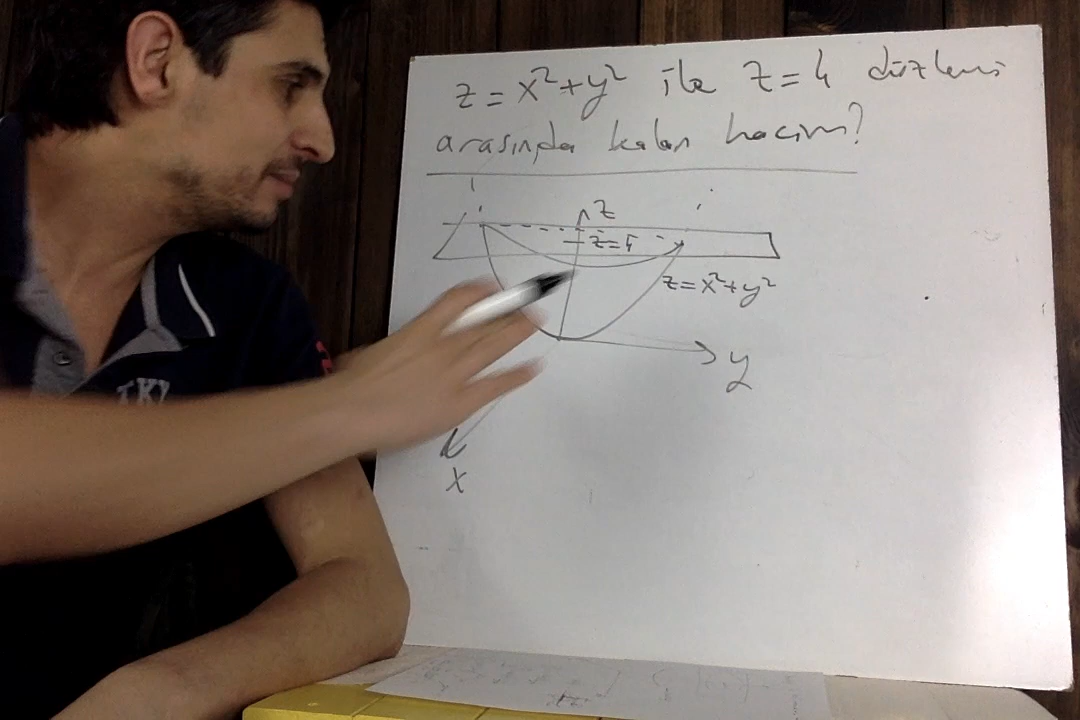 z = x²+y² ile z = 4 düzlemi
arasında kalan hacim?
z
z=4
z=x²+y²
y
x